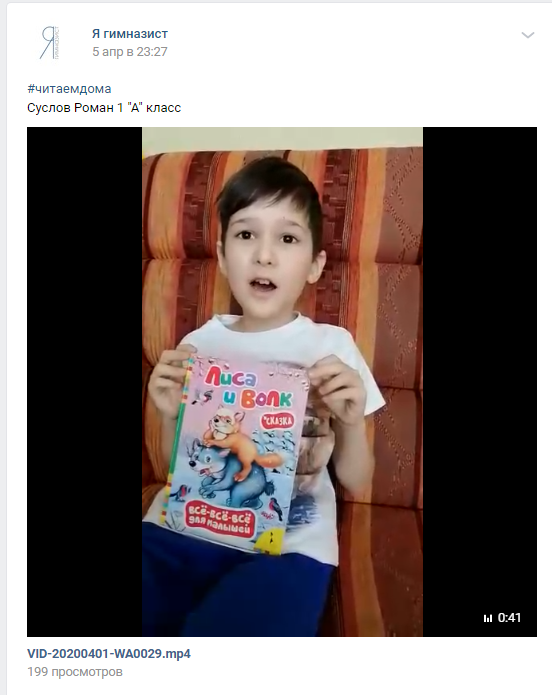 Я гимназист
5 апр в 23:27
#читаемдома
Суслов Роман 1 "А" класс
Лиса
и Волк
СКАЗКА
ВСЁ-ВСЁ-ВСЁ
для малышей
0:41
VID-20200401-WA0029.mp4
199 просмотров